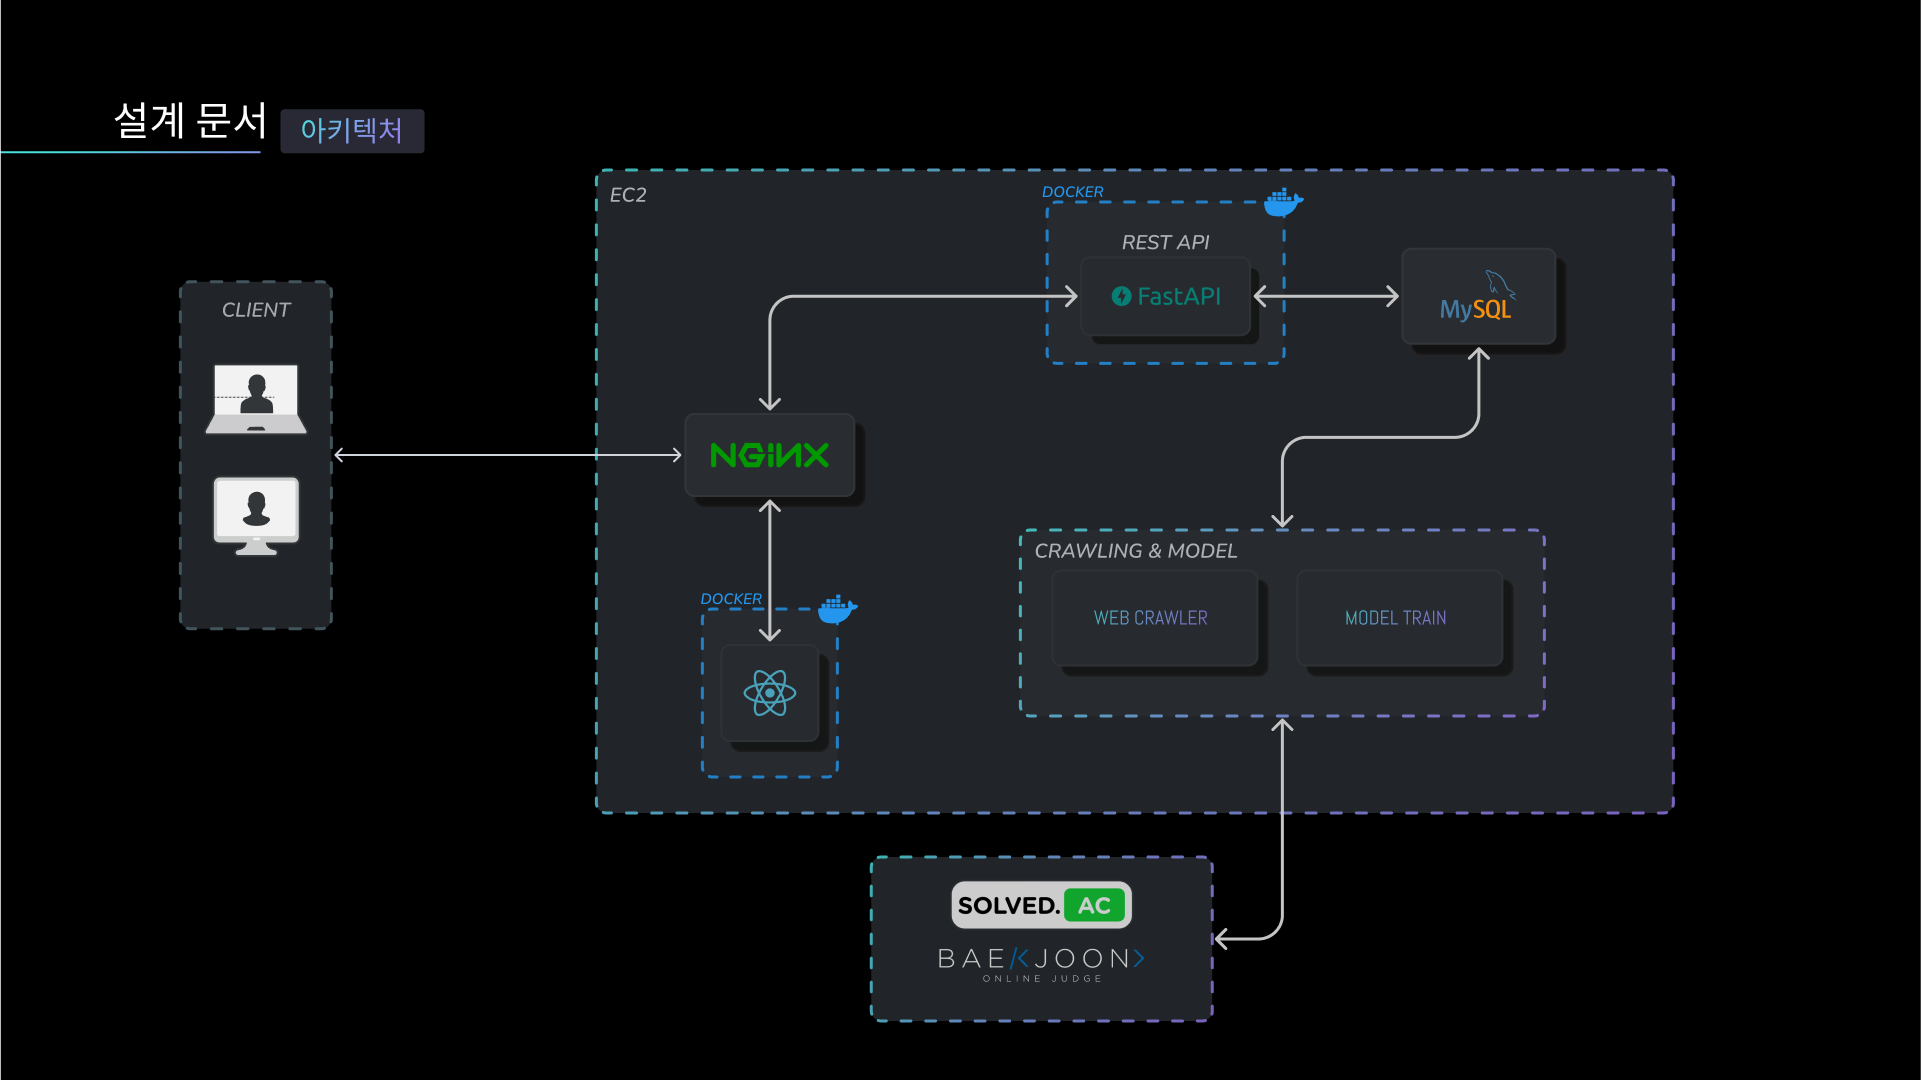 설계 문서
아키텍처
EC2
DOCKER
REST API
FastAPI
MySQL
CLIENT
NGiNX
CRAWLING & MODEL
WEB CRAWLER
MODEL TRAIN
DOCKER
SOLVED.AC
BAEKJOON>
ONLINE JUDGE